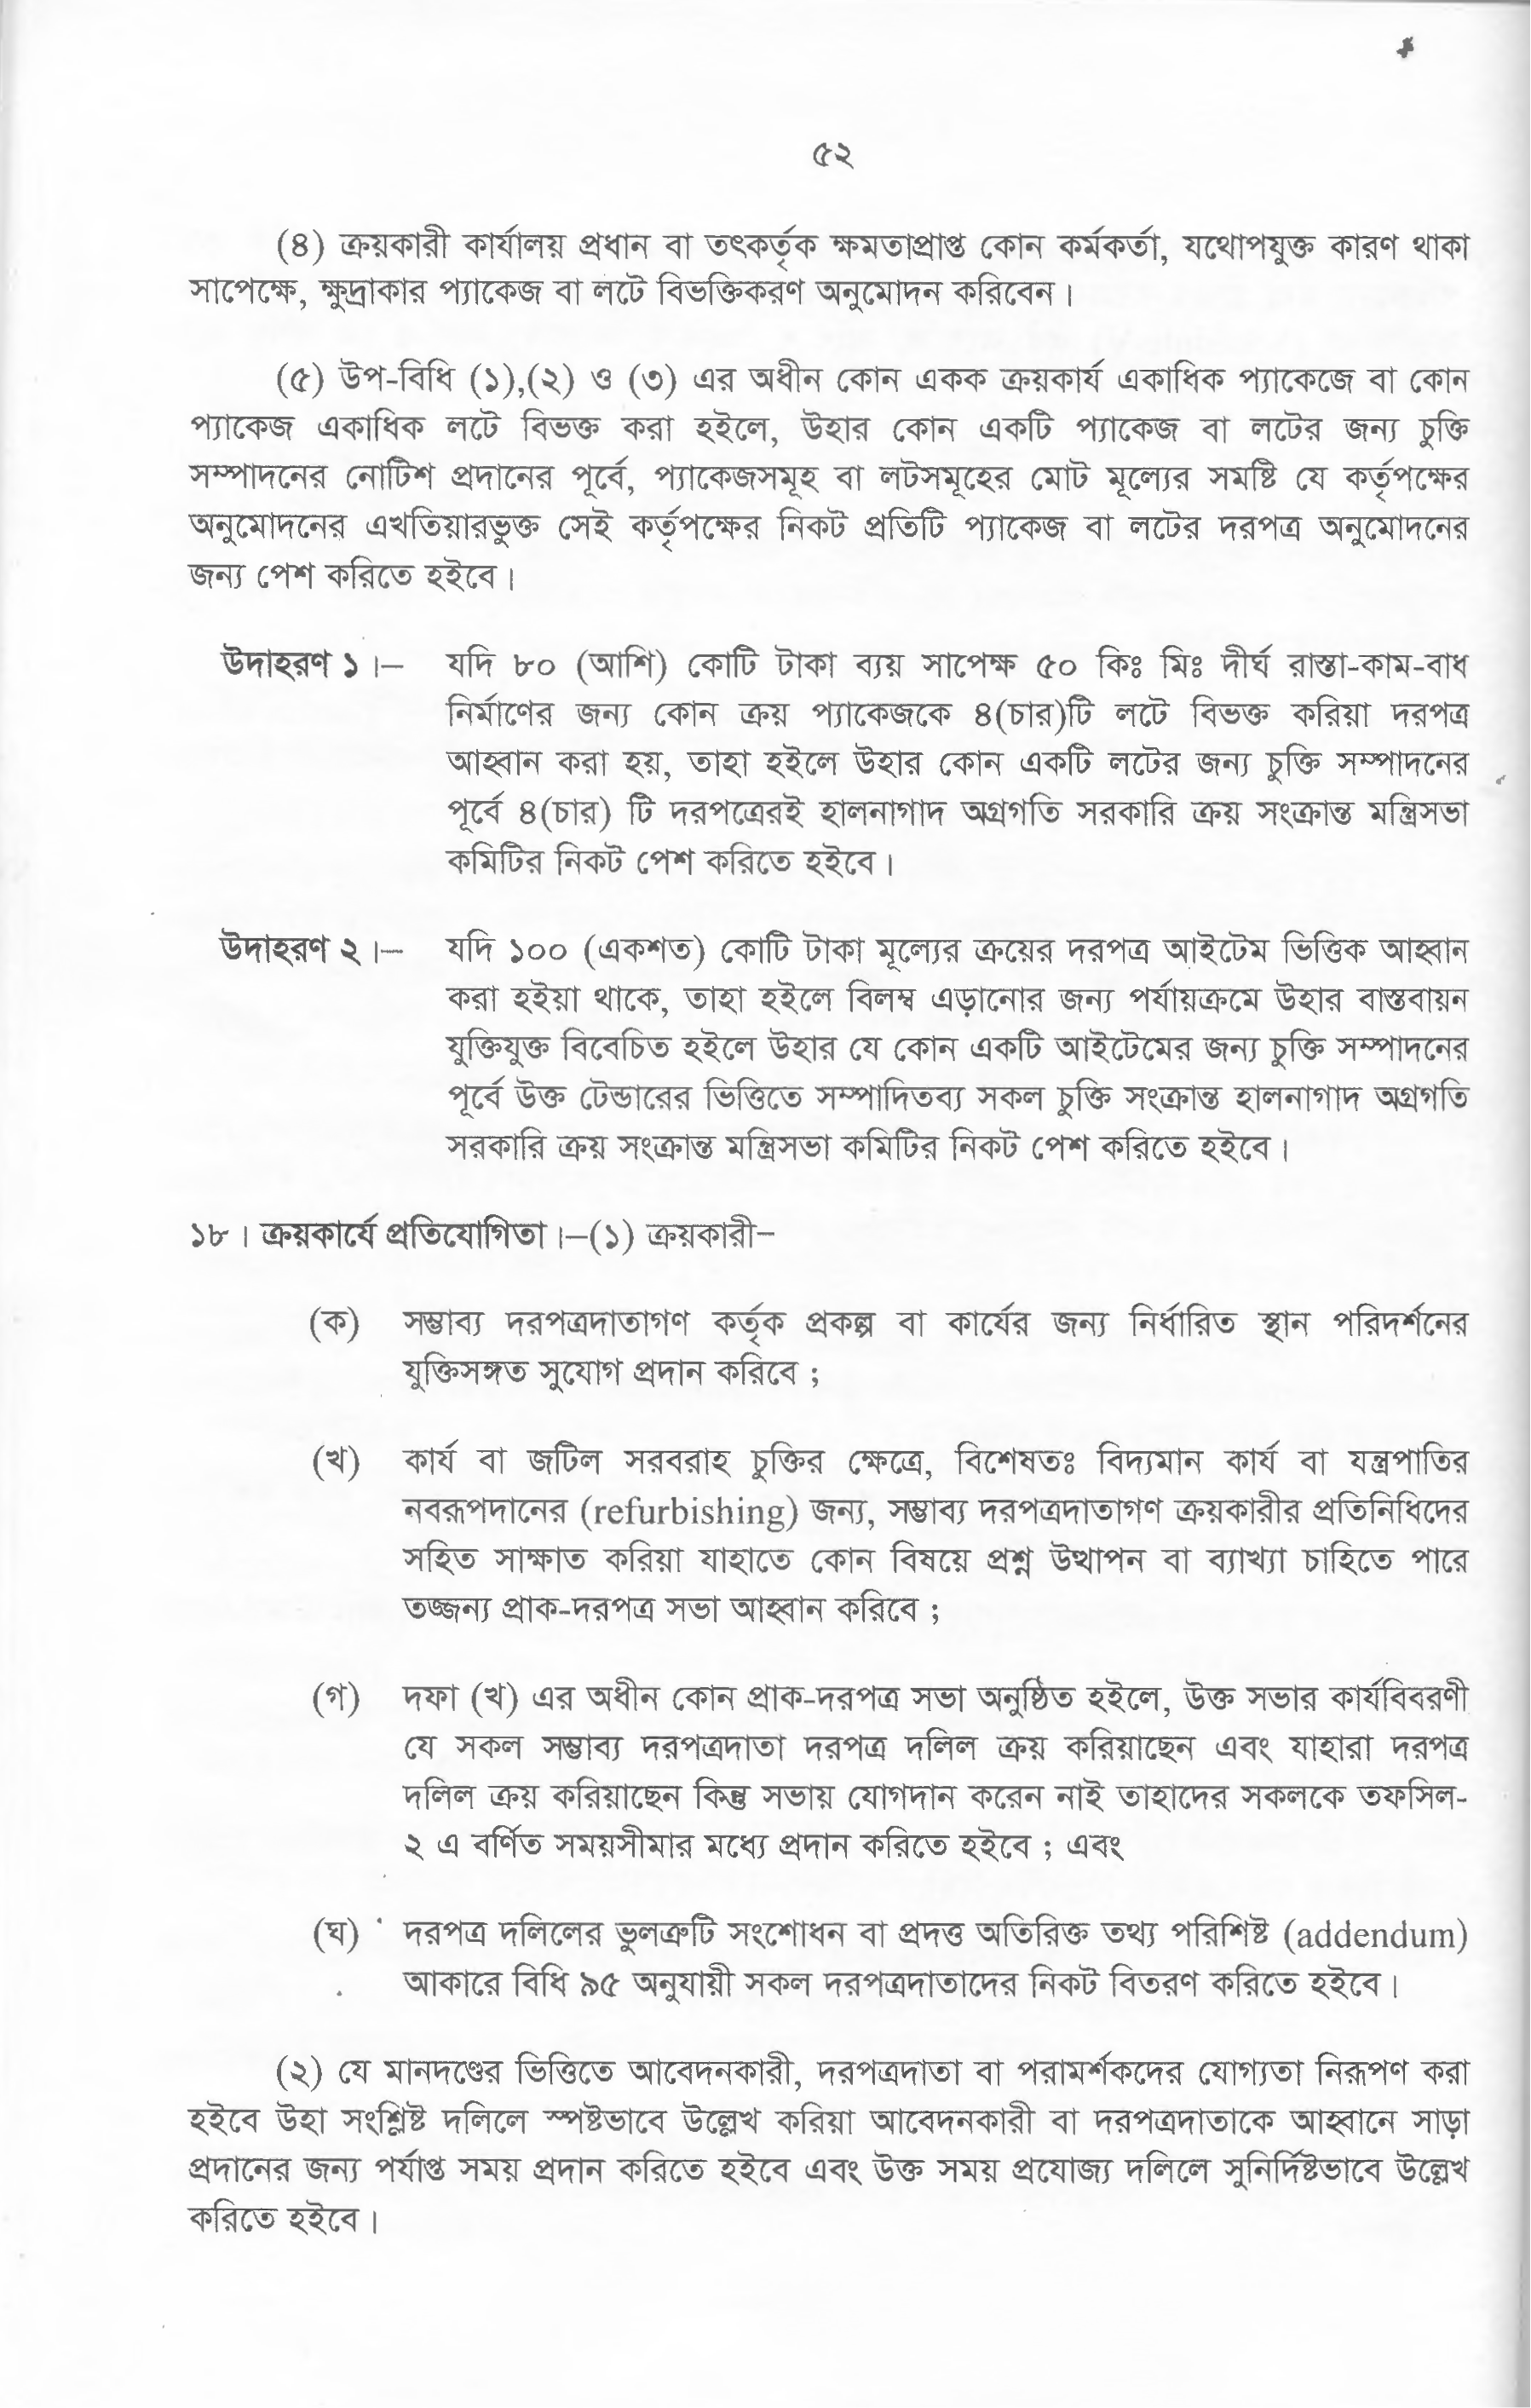 ৫২
(৪) ক্রয়কারী কার্যালয় প্রধান বা তৎকর্তৃক ক্ষমতাপ্রাপ্ত কোন কর্মকর্তা, যথোপযুক্ত কারণ থাকা
সাপেক্ষে, ক্ষুদ্রাকার প্যাকেজ বা লটে বিভক্তিকরণ অনুমোদন করিবেন।
(৫) উপ-বিধি (১),(২) ও (৩) এর অধীন কোন একক ক্রয়কার্য একাধিক প্যাকেজে বা কোন
প্যাকেজ একাধিক লটে বিভক্ত করা হইলে, উহার কোন একটি প্যাকেজ বা লটের জন্য চুক্তি
সম্পাদনের নোটিশ প্রদানের পূর্বে, প্যাকেজসমূহ বা লটসমূহের মোট মূল্যের সমষ্টি যে কর্তৃপক্ষের
অনুমোদনের এখতিয়ারভুক্ত সেই কর্তৃপক্ষের নিকট প্রতিটি প্যাকেজ বা লটের দরপত্র অনুমোদনের
জন্য পেশ করিতে হইবে।
উদাহরণ ১।– যদি ৮০ (আশি) কোটি টাকা ব্যয় সাপেক্ষ ৫০ কিঃ মিঃ দীর্ঘ রাস্তা-কাম-বাধ
নির্মাণের জন্য কোন ক্রয় প্যাকেজকে ৪(চার)টি লটে বিভক্ত করিয়া দরপত্র
আহ্বান করা হয়, তাহা হইলে উহার কোন একটি লটের জন্য চুক্তি সম্পাদনের
পূর্বে ৪(চার) টি দরপত্রেরই হালনাগাদ অগ্রগতি সরকারি ক্রয় সংক্রান্ত মন্ত্রিসভা
কমিটির নিকট পেশ করিতে হইবে।
উদাহরণ ২।– যদি ১০০ (একশত) কোটি টাকা মূল্যের ক্রয়ের দরপত্র আইটেম ভিত্তিক আহ্বান
করা হইয়া থাকে, তাহা হইলে বিলম্ব এড়ানোর জন্য পর্যায়ক্রমে উহার বাস্তবায়ন
যুক্তিযুক্ত বিবেচিত হইলে উহার যে কোন একটি আইটেমের জন্য চুক্তি সম্পাদনের
পূর্বে উক্ত টেন্ডারের ভিত্তিতে সম্পাদিতব্য সকল চুক্তি সংক্রান্ত হালনাগাদ অগ্রগতি
সরকারি ক্রয় সংক্রান্ত মন্ত্রিসভা কমিটির নিকট পেশ করিতে হইবে।
১৮। ক্রয়কার্যে প্রতিযোগিতা।–(১) ক্রয়কারী–
(ক) সম্ভাব্য দরপত্রদাতাগণ কর্তৃক প্রকল্প বা কার্যের জন্য নির্ধারিত স্থান পরিদর্শনের
যুক্তিসঙ্গত সুযোগ প্রদান করিবে ;
(খ) কার্য বা জটিল সরবরাহ চুক্তির ক্ষেত্রে, বিশেষতঃ বিদ্যমান কার্য বা যন্ত্রপাতির
নবরূপদানের (refurbishing) জন্য, সম্ভাব্য দরপত্রদাতাগণ ক্রয়কারীর প্রতিনিধিদের
সহিত সাক্ষাত করিয়া যাহাতে কোন বিষয়ে প্রশ্ন উত্থাপন বা ব্যাখ্যা চাহিতে পারে
তজ্জন্য প্রাক-দরপত্র সভা আহ্বান করিবে ;
(গ) দফা (খ) এর অধীন কোন প্রাক-দরপত্র সভা অনুষ্ঠিত হইলে, উক্ত সভার কার্যবিবরণী
যে সকল সম্ভাব্য দরপত্রদাতা দরপত্র দলিল ক্রয় করিয়াছেন এবং যাহারা দরপত্র
দলিল ক্রয় করিয়াছেন কিন্তু সভায় যোগদান করেন নাই তাহাদের সকলকে তফসিল-
২ এ বর্ণিত সময়সীমার মধ্যে প্রদান করিতে হইবে ; এবং
(ঘ) দরপত্র দলিলের ভুলত্রুটি সংশোধন বা প্রদত্ত অতিরিক্ত তথ্য পরিশিষ্ট (addendum)
আকারে বিধি ৯৫ অনুযায়ী সকল দরপত্রদাতাদের নিকট বিতরণ করিতে হইবে।
(২) যে মানদণ্ডের ভিত্তিতে আবেদনকারী, দরপত্রদাতা বা পরামর্শকদের যোগ্যতা নিরূপণ করা
হইবে উহা সংশ্লিষ্ট দলিলে স্পষ্টভাবে উল্লেখ করিয়া আবেদনকারী বা দরপত্রদাতাকে আহ্বানে সাড়া
প্রদানের জন্য পর্যাপ্ত সময় প্রদান করিতে হইবে এবং উক্ত সময় প্রযোজ্য দলিলে সুনির্দিষ্টভাবে উল্লেখ
করিতে হইবে।